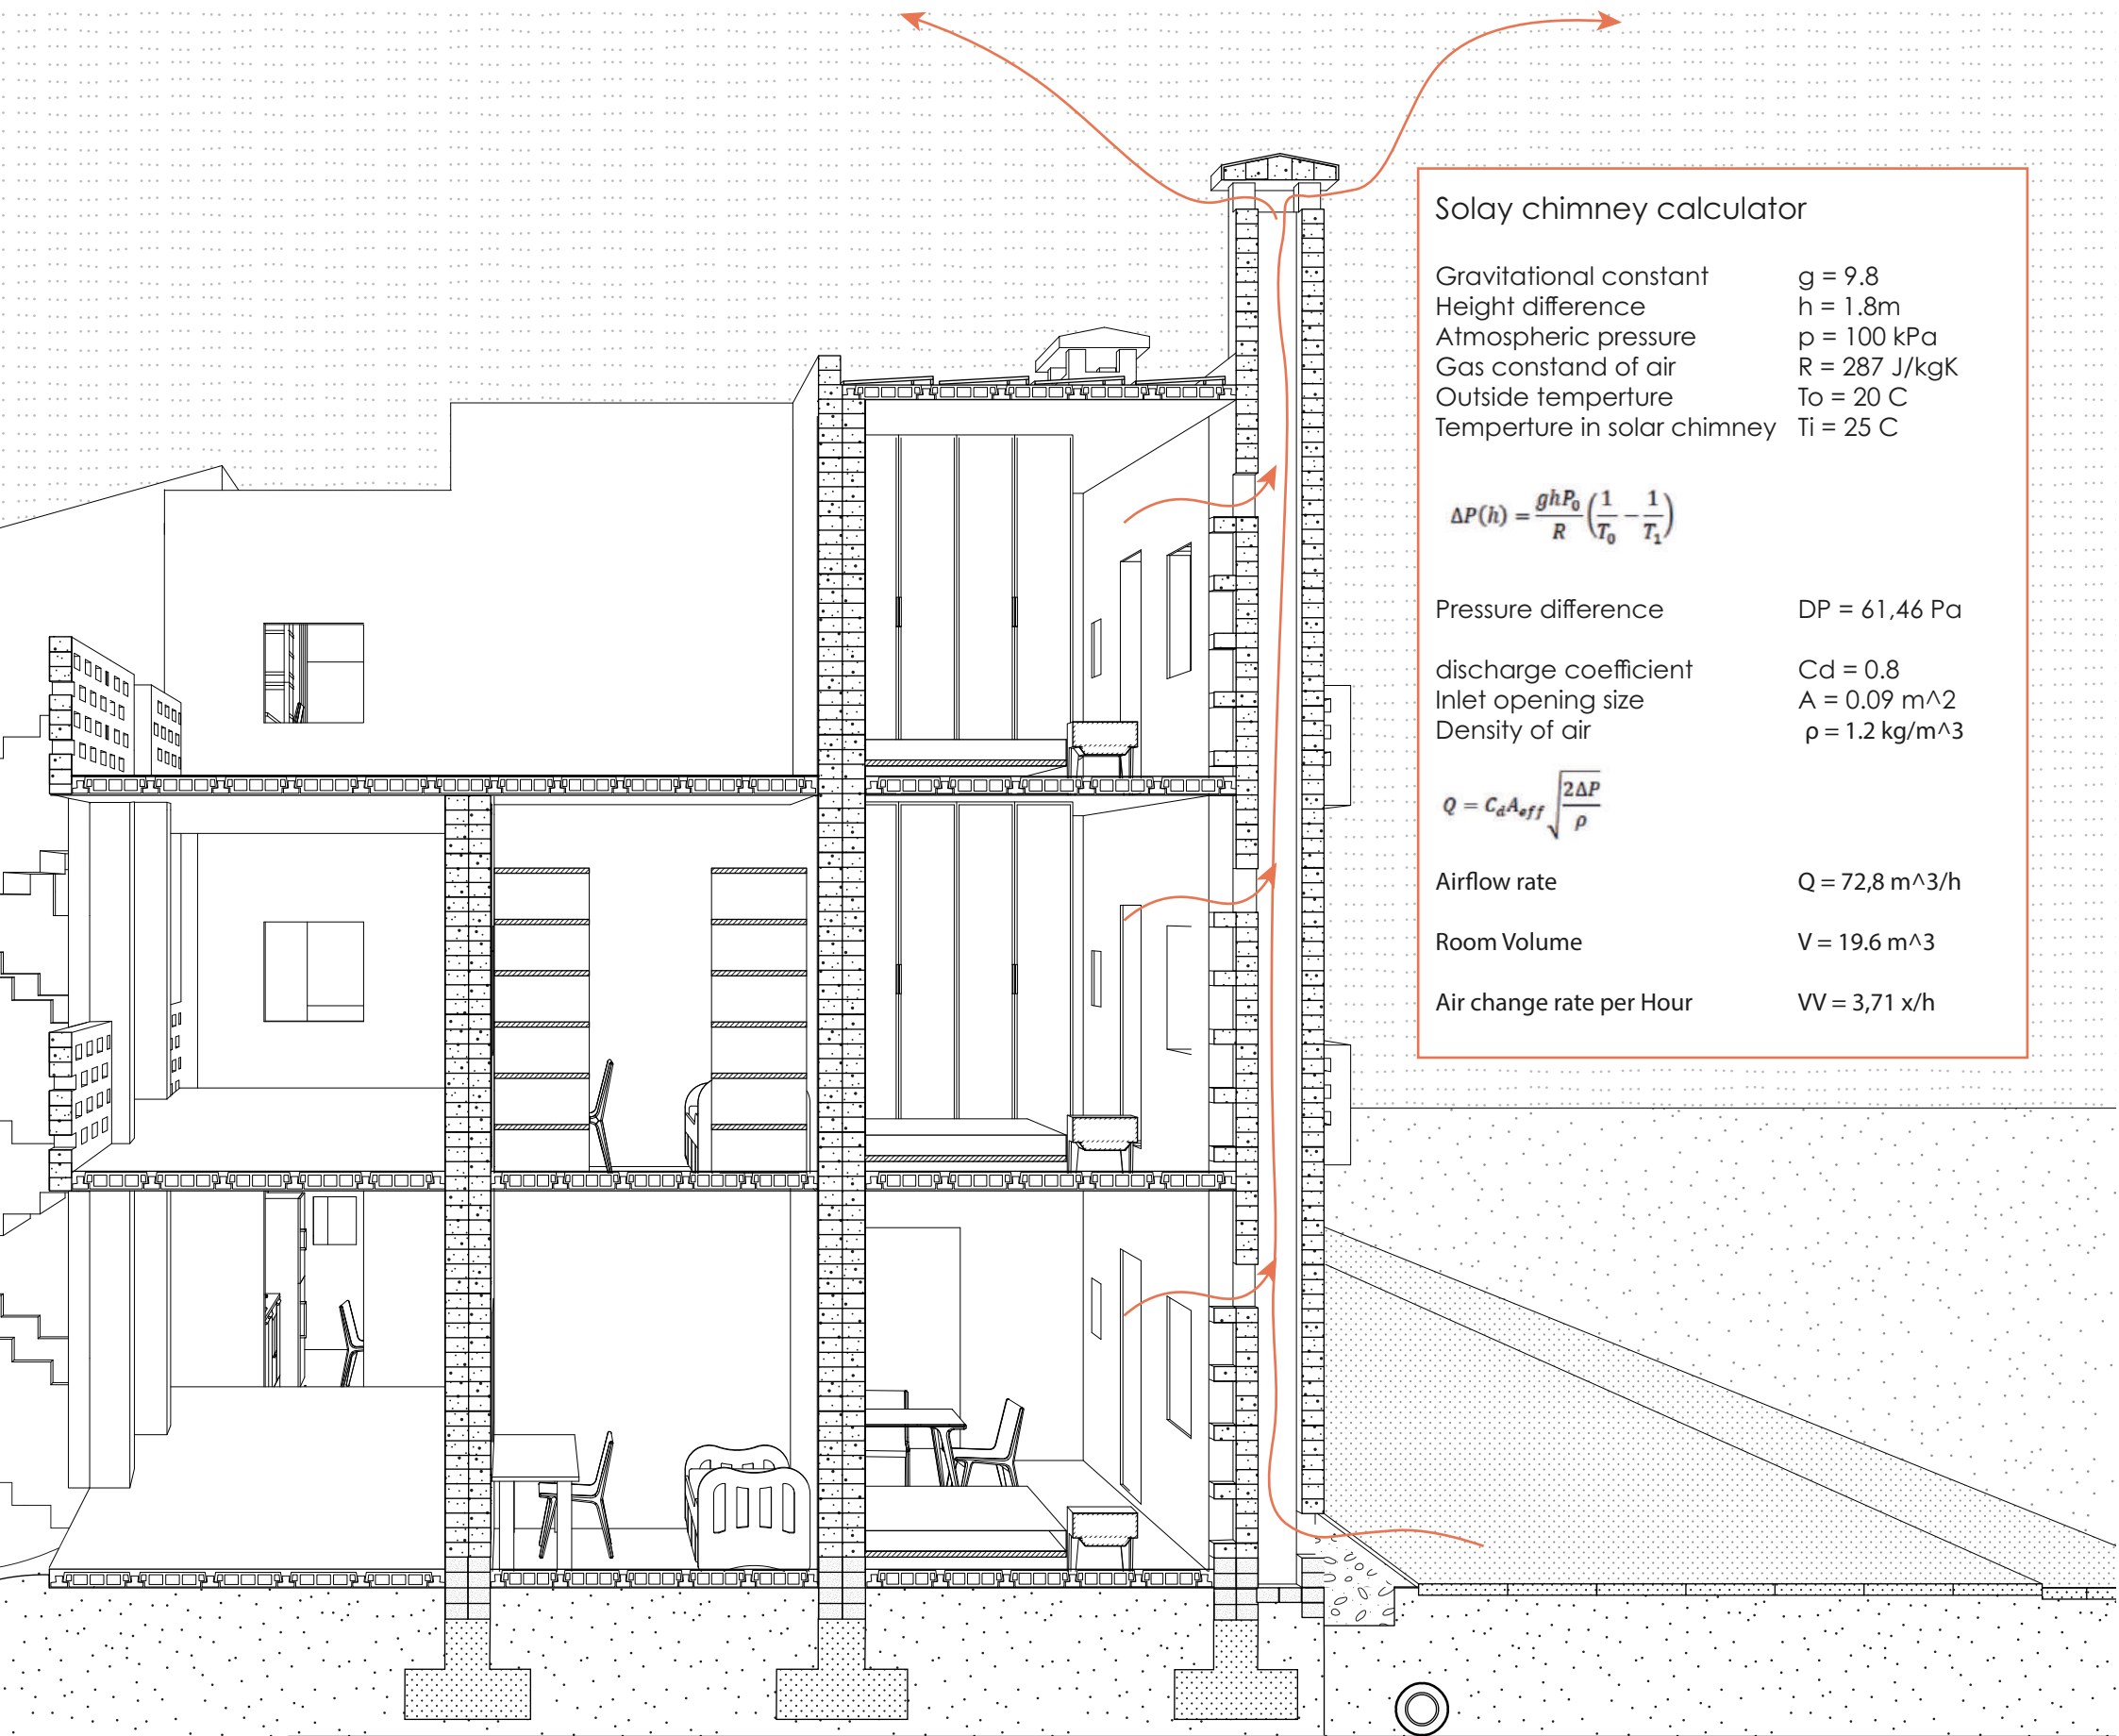 Solay chimney calculator
Gravitational constant g = 9.8
Height difference h = 1.8m
Atmospheric pressure p = 100 kPa
Gas constand of air R = 287 J/kgK
Outside temperture To = 20 C
Temperture in solar chimney Ti = 25 C
ΔP(h) = ghP₀/R (1/T₀ − 1/T₁)
Pressure difference DP = 61,46 Pa
discharge coefficient Cd = 0.8
Inlet opening size A = 0.09 m^2
Density of air ρ = 1.2 kg/m^3
Q = C_d A_eff √(2ΔP/ρ)
Airflow rate Q = 72,8 m^3/h
Room Volume V = 19.6 m^3
Air change rate per Hour VV = 3,71 x/h